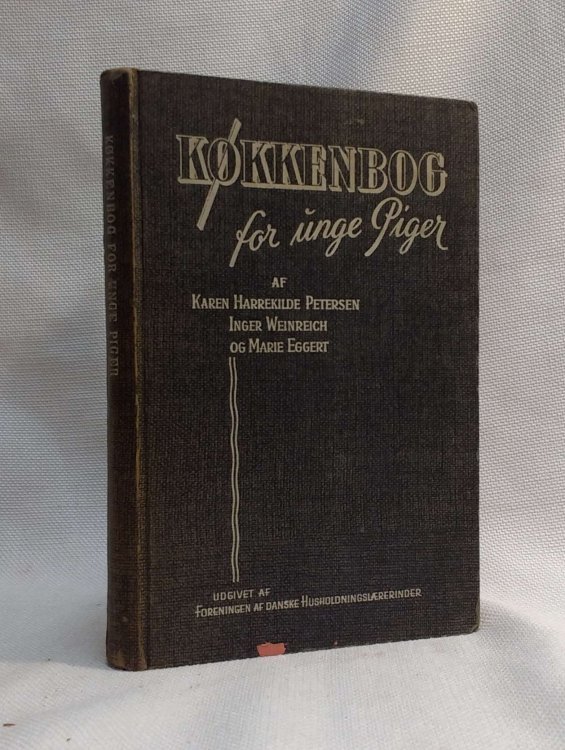 KØKKENBOG FOR UNGE PIGER
KØKKENBOG
for unge Piger
AF
KAREN HARREKILDE PETERSEN
INGER WEINREICH
OG MARIE EGGERT
UDGIVET AF
FORENINGEN AF DANSKE HUSHOLDNINGSLÆRERINDER